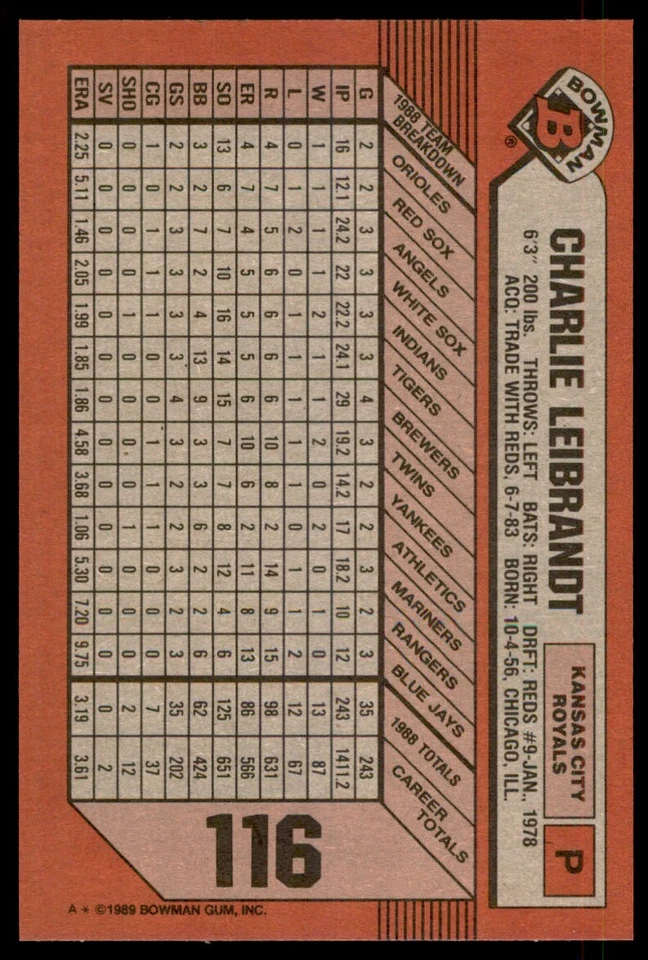 BOWMAN
B
®
CHARLIE LEIBRANDT
KANSAS CITY
ROYALS
P
6'3" 200 lbs. THROWS: LEFT BATS: RIGHT DRFT: REDS #9-JAN., 1978
ACQ: TRADE WITH REDS, 6-7-83 BORN: 10-4-56, CHICAGO, ILL.
1988 TEAM BREAKDOWN ORIOLES RED SOX ANGELS WHITE SOX INDIANS TIGERS BREWERS TWINS YANKEES ATHLETICS MARINERS RANGERS BLUE JAYS 1988 TOTALS CAREER TOTALS
G 2 2 3 3 3 3 4 3 2 2 3 2 3 35 243
IP 16 12.1 24.2 22 22.2 24.1 29 19.2 14.2 17 18.2 10 12 243 1411.2
W 1 1 1 1 2 1 1 2 1 2 0 1 0 13 87
L 0 1 2 0 1 1 1 1 1 0 1 1 2 12 67
R 4 7 5 5 6 6 6 10 8 2 14 9 15 98 631
ER 4 7 4 5 5 5 6 10 6 2 11 8 13 86 566
SO 13 6 7 10 16 14 15 7 7 8 12 4 6 125 651
BB 3 2 7 2 4 13 9 3 3 6 2 2 6 62 424
GS 2 2 3 3 3 3 4 3 2 2 3 2 3 35 202
CG 1 0 1 1 1 0 0 1 1 1 0 0 0 7 37
SHO 0 0 0 0 1 0 0 0 0 1 0 0 0 2 12
SV 0 0 0 0 0 0 0 0 0 0 0 0 0 0 2
ERA 2.25 5.11 1.46 2.05 1.99 1.85 1.86 4.58 3.68 1.06 5.30 7.20 9.75 3.19 3.61
116
A * ©1989 BOWMAN GUM, INC.